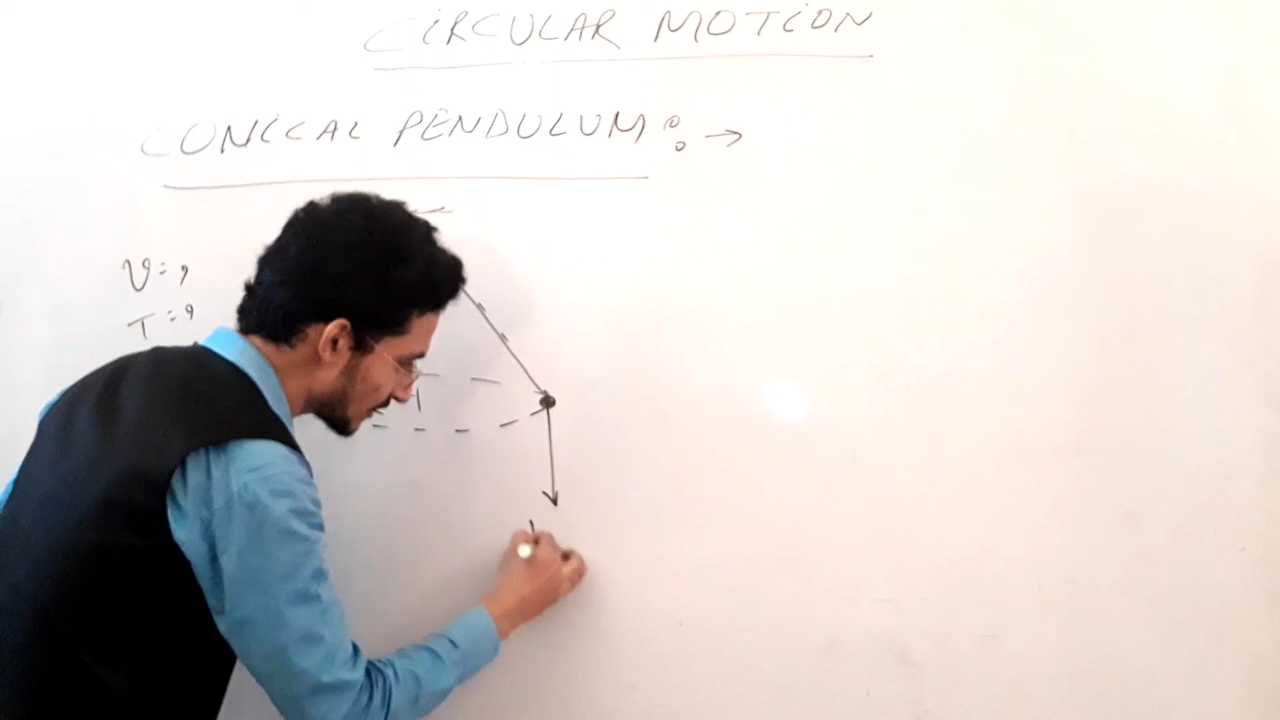 CIRCULAR MOTION
CONICAL PENDULUM : →
V = ?
T = ?